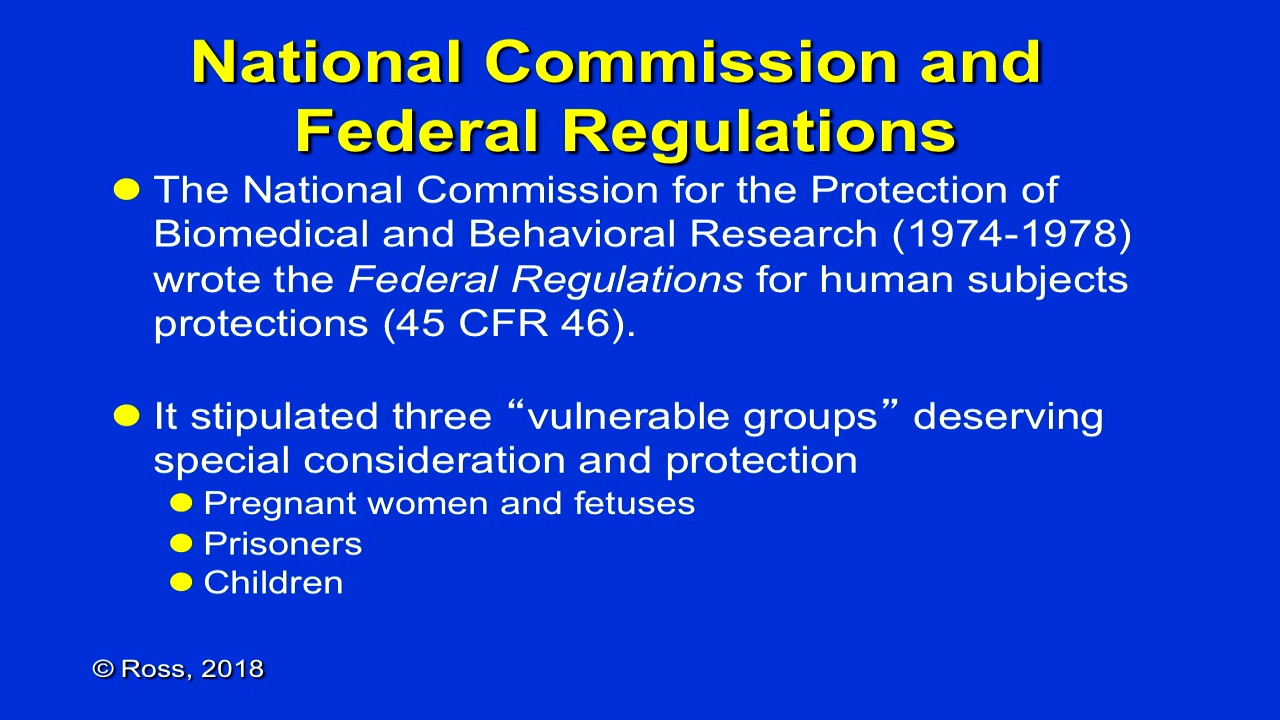 National Commission and
Federal Regulations
The National Commission for the Protection of
Biomedical and Behavioral Research (1974-1978)
wrote the Federal Regulations for human subjects
protections (45 CFR 46).
It stipulated three “vulnerable groups” deserving
special consideration and protection
Pregnant women and fetuses
Prisoners
Children
© Ross, 2018